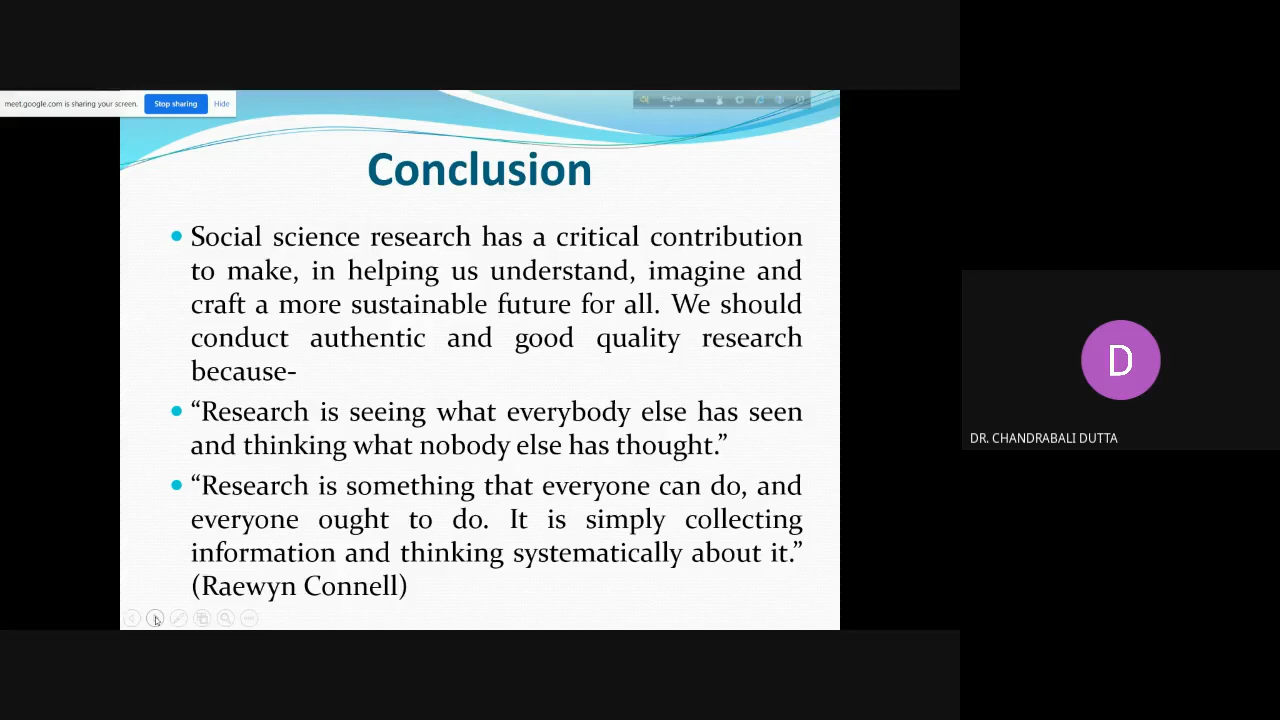 meet.google.com is sharing your screen. Stop sharing Hide
English
Conclusion
• Social science research has a critical contribution
to make, in helping us understand, imagine and
craft a more sustainable future for all. We should
conduct authentic and good quality research
because-
• “Research is seeing what everybody else has seen
and thinking what nobody else has thought.”
• “Research is something that everyone can do, and
everyone ought to do. It is simply collecting
information and thinking systematically about it.”
(Raewyn Connell)
D
DR. CHANDRABALI DUTTA